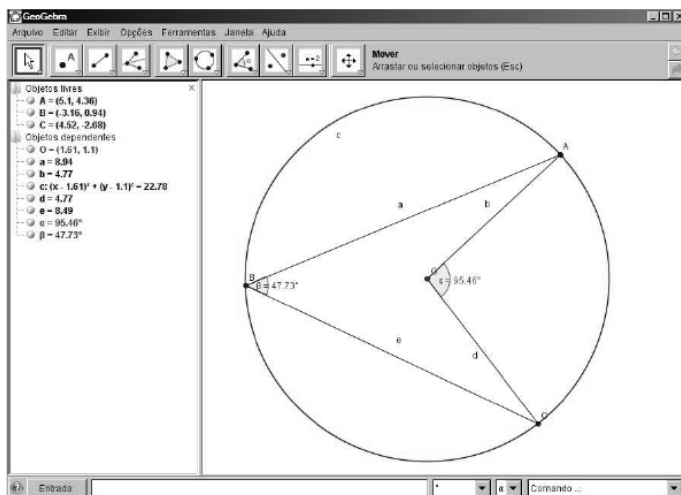 GeoGebra
Arquivo Editar Exibir Opções Ferramentas Janela Ajuda
Mover
Arrastar ou selecionar objetos (Esc)
Objetos livres
A = (5.1, 4.36)
B = (-3.16, 0.94)
C = (4.52, -2.68)
Objetos dependentes
O = (1.61, 1.1)
a = 8.94
b = 4.77
c: (x - 1.61)² + (y - 1.1)² = 22.78
d = 4.77
e = 8.49
α = 95.46°
β = 47.73°
c
A
a
b
B
β = 47.73°
O
α = 95.46°
e
d
C
Entrada:
°
α
Comando ...